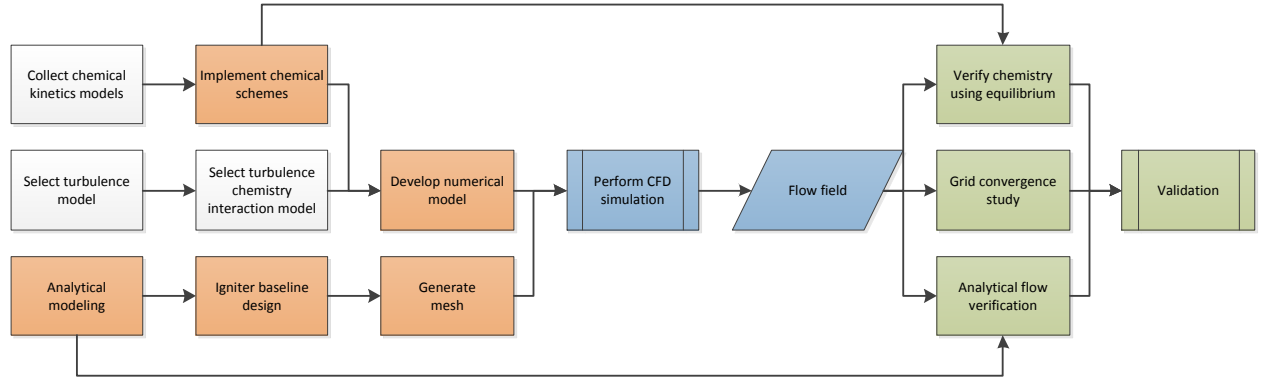 Collect chemical
kinetics models
Implement chemical
schemes
Verify chemistry
using equilibrium
Select turbulence
model
Select turbulence
chemistry
interaction model
Develop numerical
model
Perform CFD
simulation
Flow field
Grid convergence
study
Validation
Analytical
modeling
Igniter baseline
design
Generate
mesh
Analytical flow
verification